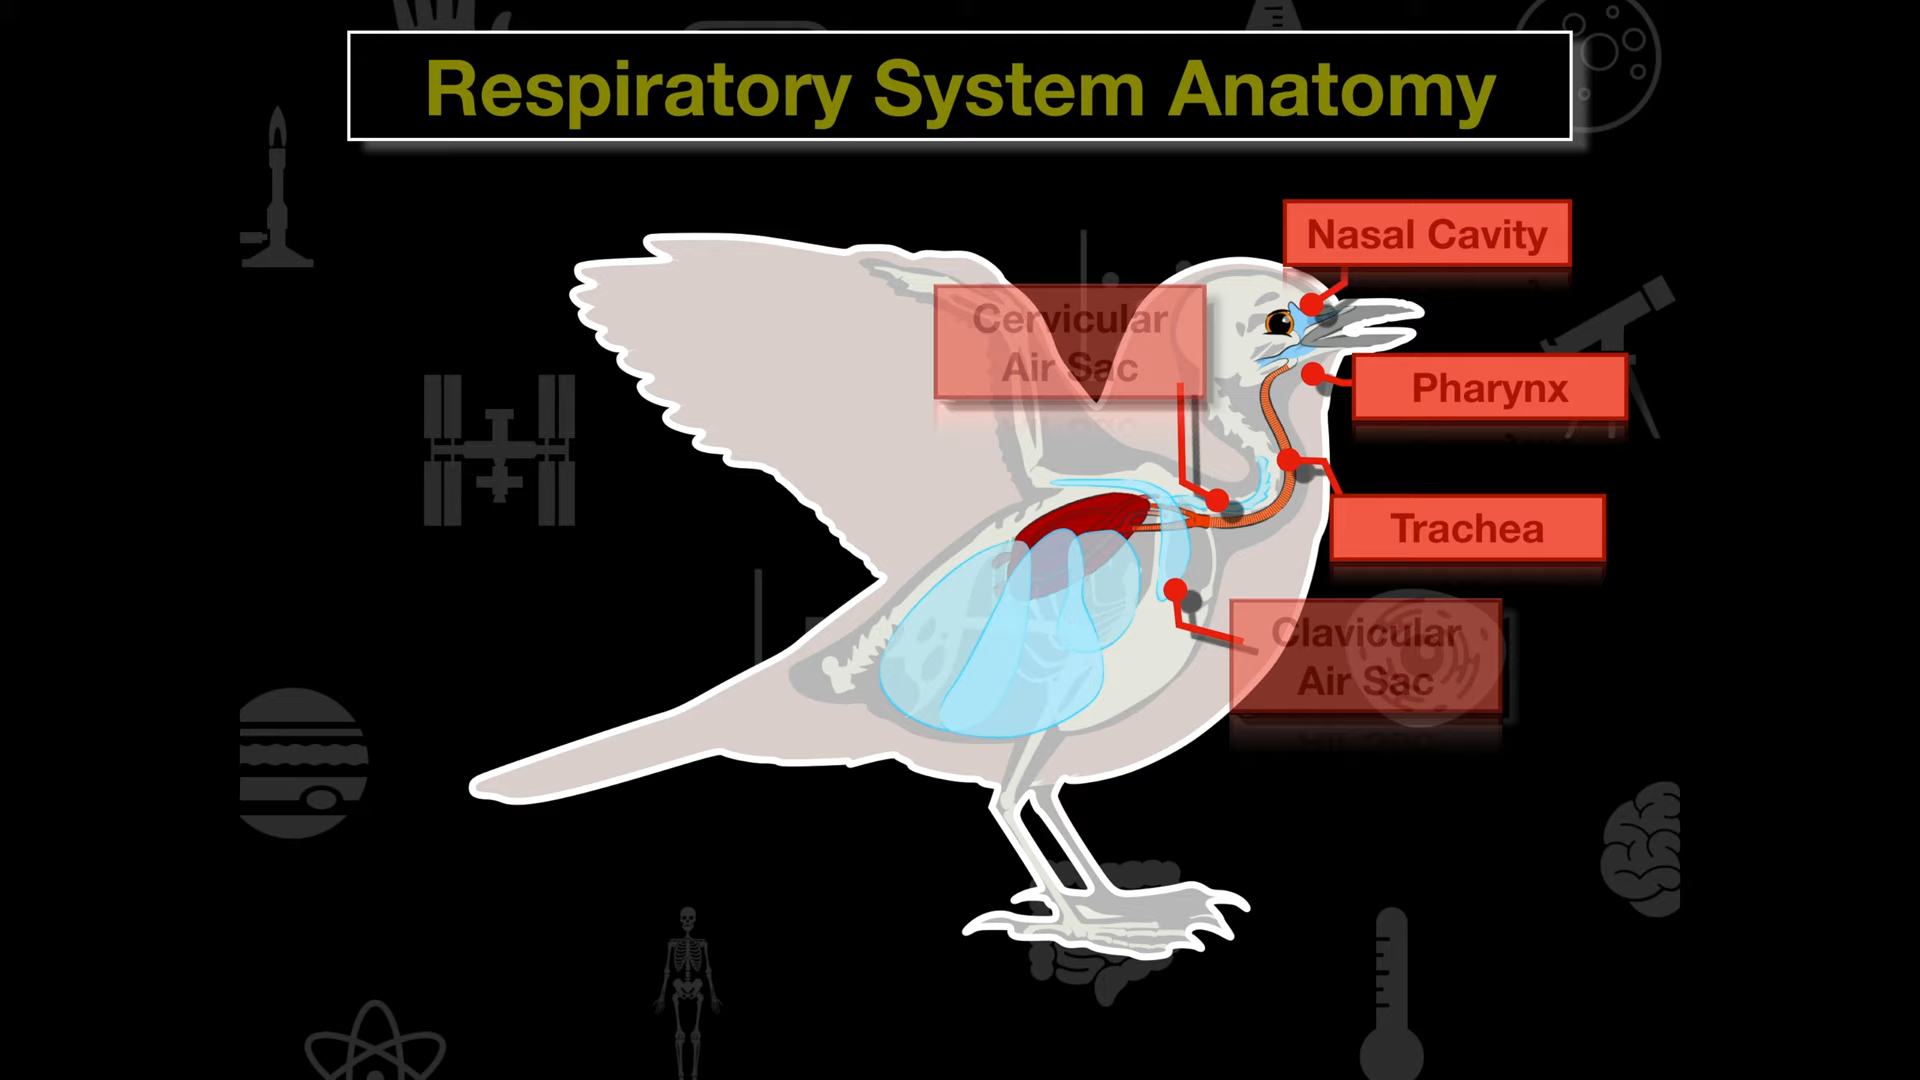 Respiratory System Anatomy
Nasal Cavity
Cervicular
Air Sac
Pharynx
Trachea
Clavicular
Air Sac